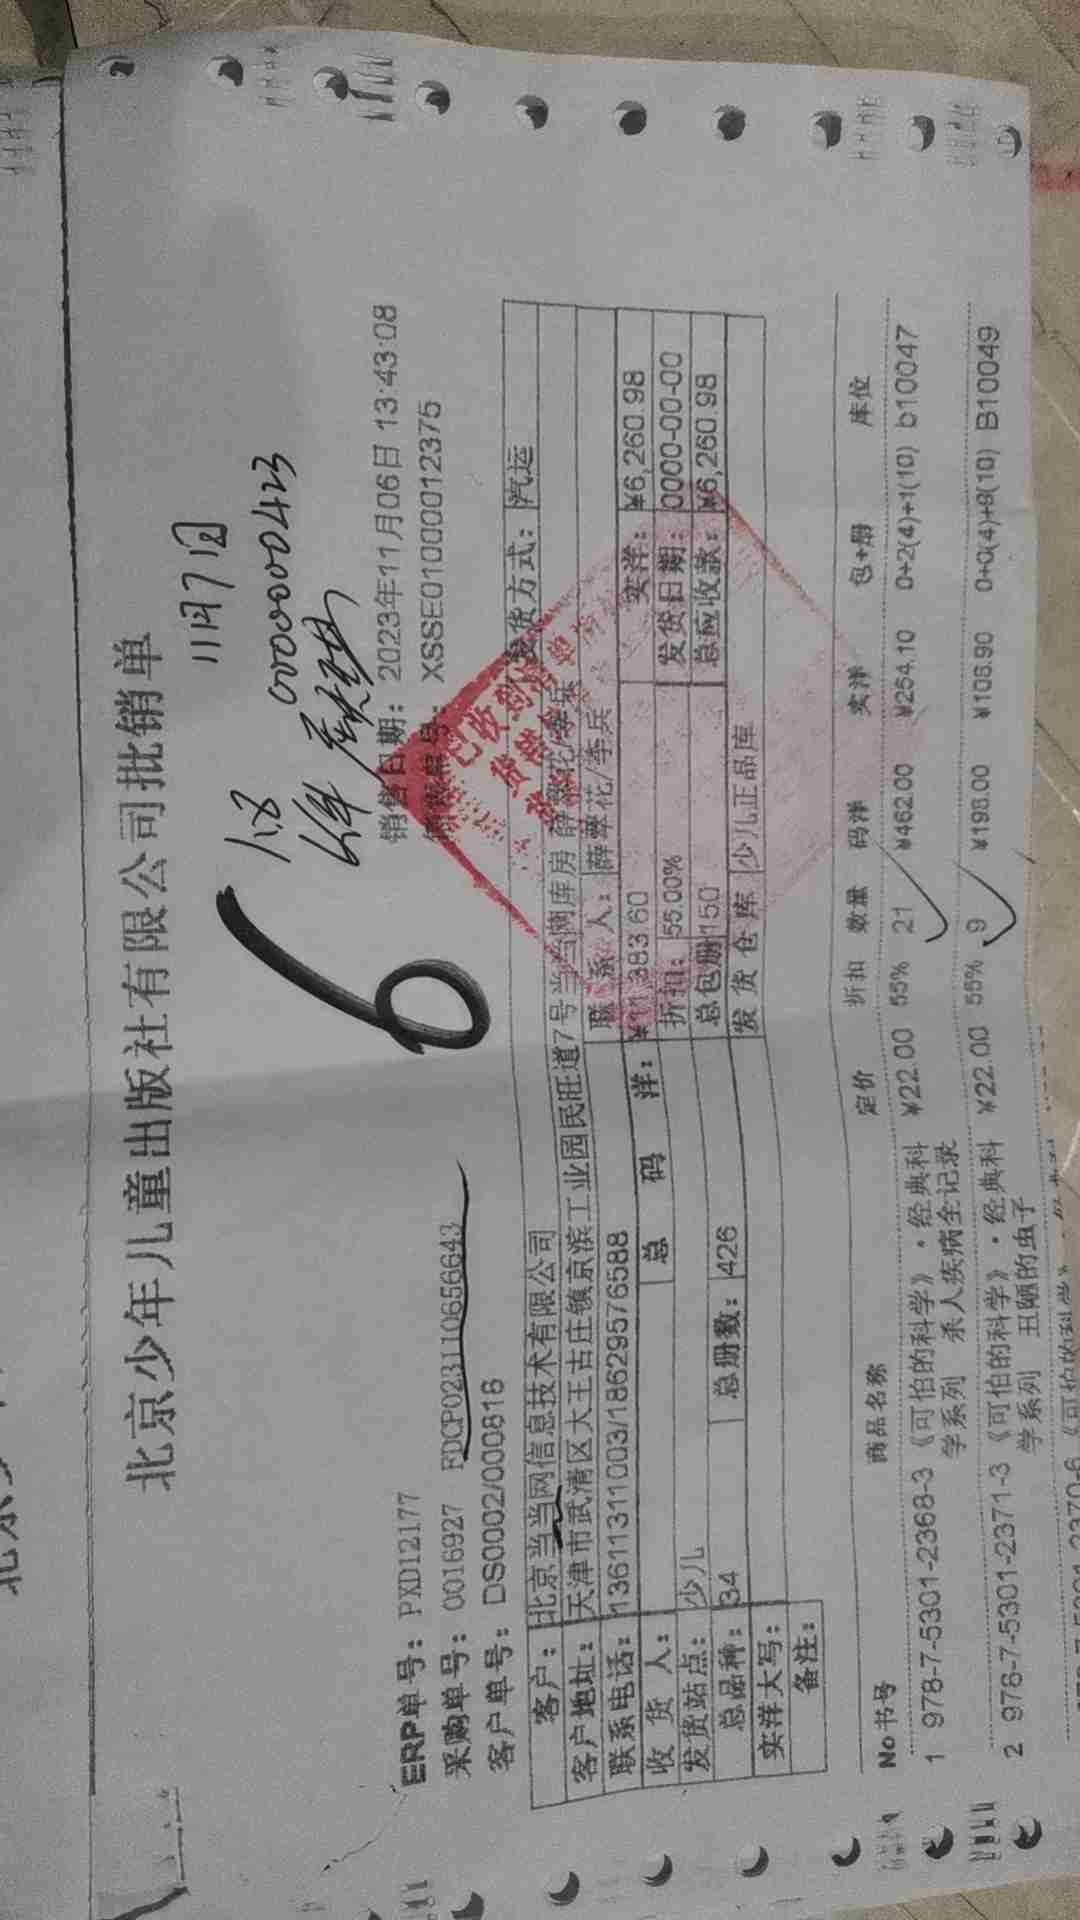 北京少年儿童出版社有限公司批销单
11月7日
000000423
6
ERP单号：PXD12177
销售日期：2023年11月06日 13:43:08
采购单号：0016927 FDCP023110656643
XSSE010000012375
客户单号：DS0002/000816
客户：北京当当网信息技术有限公司
发货方式：汽运
客户地址：天津市武清区大王古庄镇京滨工业园民旺道7号当当网库房 薛翠花/李兵
联系电话：13611311003/18629576588
联系人：薛翠花/李兵
收货人：
总码洋：¥11,383.60
实洋：¥6,260.98
发货站点：少儿
折扣：55.00%
发货日期：0000-00-00
总品种：34
总册数：426
总包册 15.0
总应收款：¥6,260.98
实洋大写：
发货仓库 少儿正品库
备注：
No 书号 商品名称 定价 折扣 数量 码洋 实洋 包+册 库位
1 978-7-5301-2368-3 《可怕的科学》·经典科 ¥22.00 55% 21 ¥462.00 ¥254.10 0+2(4)+1(10) b10047
学系列 杀人疾病全记录
2 978-7-5301-2371-3 《可怕的科学》·经典科 ¥22.00 55% 9 ¥198.00 ¥108.90 0+0(4)+9(10) B10049
学系列 丑陋的虫子